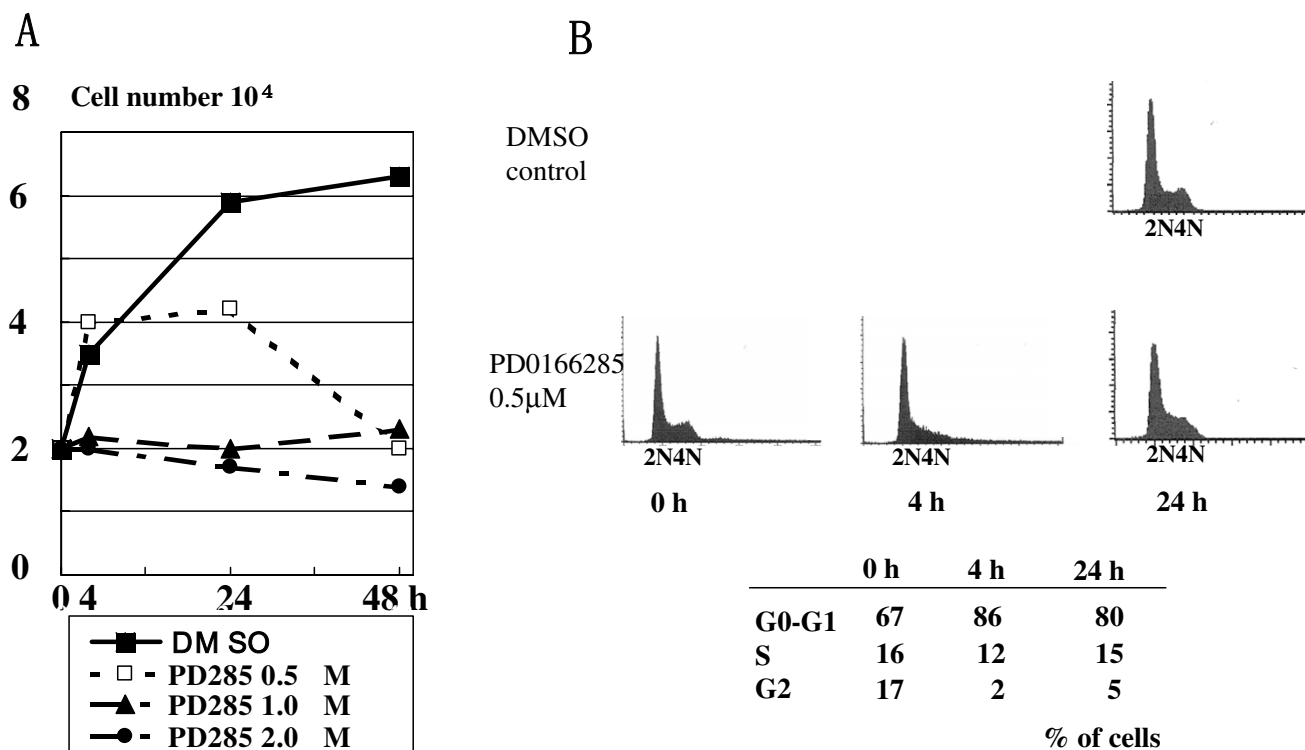 A
8 Cell number 10⁴
6
4
2
0
0 4 24 48 h
DM SO
PD285 0.5 M
PD285 1.0 M
PD285 2.0 M
B
DMSO
control
2N4N
PD0166285
0.5μM
2N4N 2N4N 2N4N
0 h 4 h 24 h
0 h 4 h 24 h
G0-G1 67 86 80
S 16 12 15
G2 17 2 5
% of cells